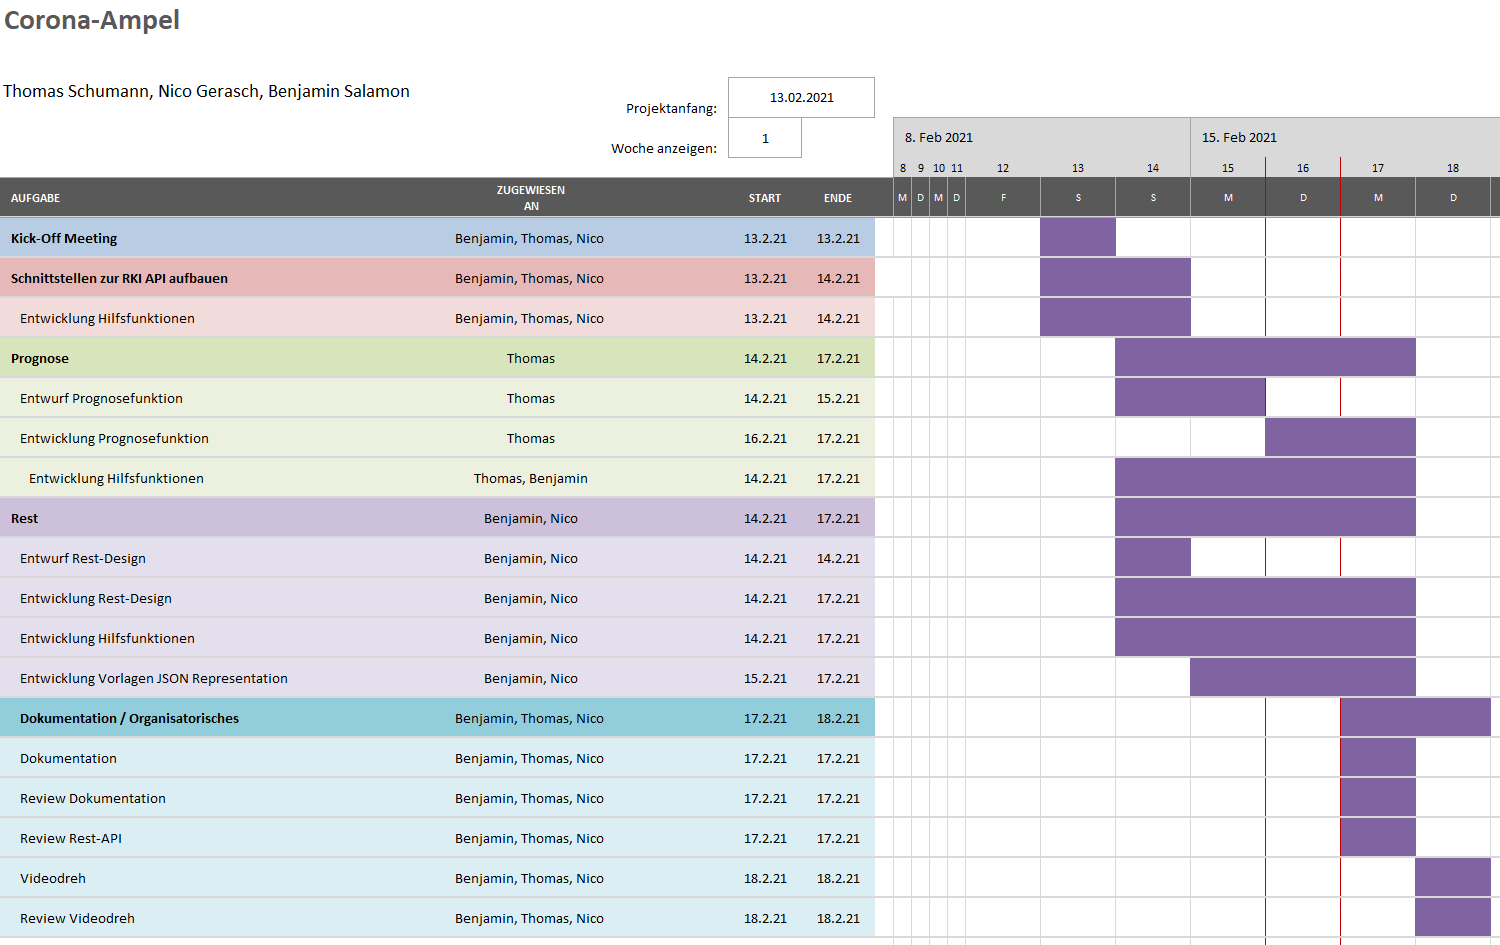 Corona-Ampel
Thomas Schumann, Nico Gerasch, Benjamin Salamon
Projektanfang: 13.02.2021
Woche anzeigen: 1
8. Feb 2021 15. Feb 2021
8 9 10 11 12 13 14 15 16 17 18
AUFGABE ZUGEWIESEN AN START ENDE M D M D F S S M D M D
Kick-Off Meeting Benjamin, Thomas, Nico 13.2.21 13.2.21
Schnittstellen zur RKI API aufbauen Benjamin, Thomas, Nico 13.2.21 14.2.21
Entwicklung Hilfsfunktionen Benjamin, Thomas, Nico 13.2.21 14.2.21
Prognose Thomas 14.2.21 17.2.21
Entwurf Prognosefunktion Thomas 14.2.21 15.2.21
Entwicklung Prognosefunktion Thomas 16.2.21 17.2.21
Entwicklung Hilfsfunktionen Thomas, Benjamin 14.2.21 17.2.21
Rest Benjamin, Nico 14.2.21 17.2.21
Entwurf Rest-Design Benjamin, Nico 14.2.21 14.2.21
Entwicklung Rest-Design Benjamin, Nico 14.2.21 17.2.21
Entwicklung Hilfsfunktionen Benjamin, Nico 14.2.21 17.2.21
Entwicklung Vorlagen JSON Representation Benjamin, Nico 15.2.21 17.2.21
Dokumentation / Organisatorisches Benjamin, Thomas, Nico 17.2.21 18.2.21
Dokumentation Benjamin, Thomas, Nico 17.2.21 17.2.21
Review Dokumentation Benjamin, Thomas, Nico 17.2.21 17.2.21
Review Rest-API Benjamin, Thomas, Nico 17.2.21 17.2.21
Videodreh Benjamin, Thomas, Nico 18.2.21 18.2.21
Review Videodreh Benjamin, Thomas, Nico 18.2.21 18.2.21